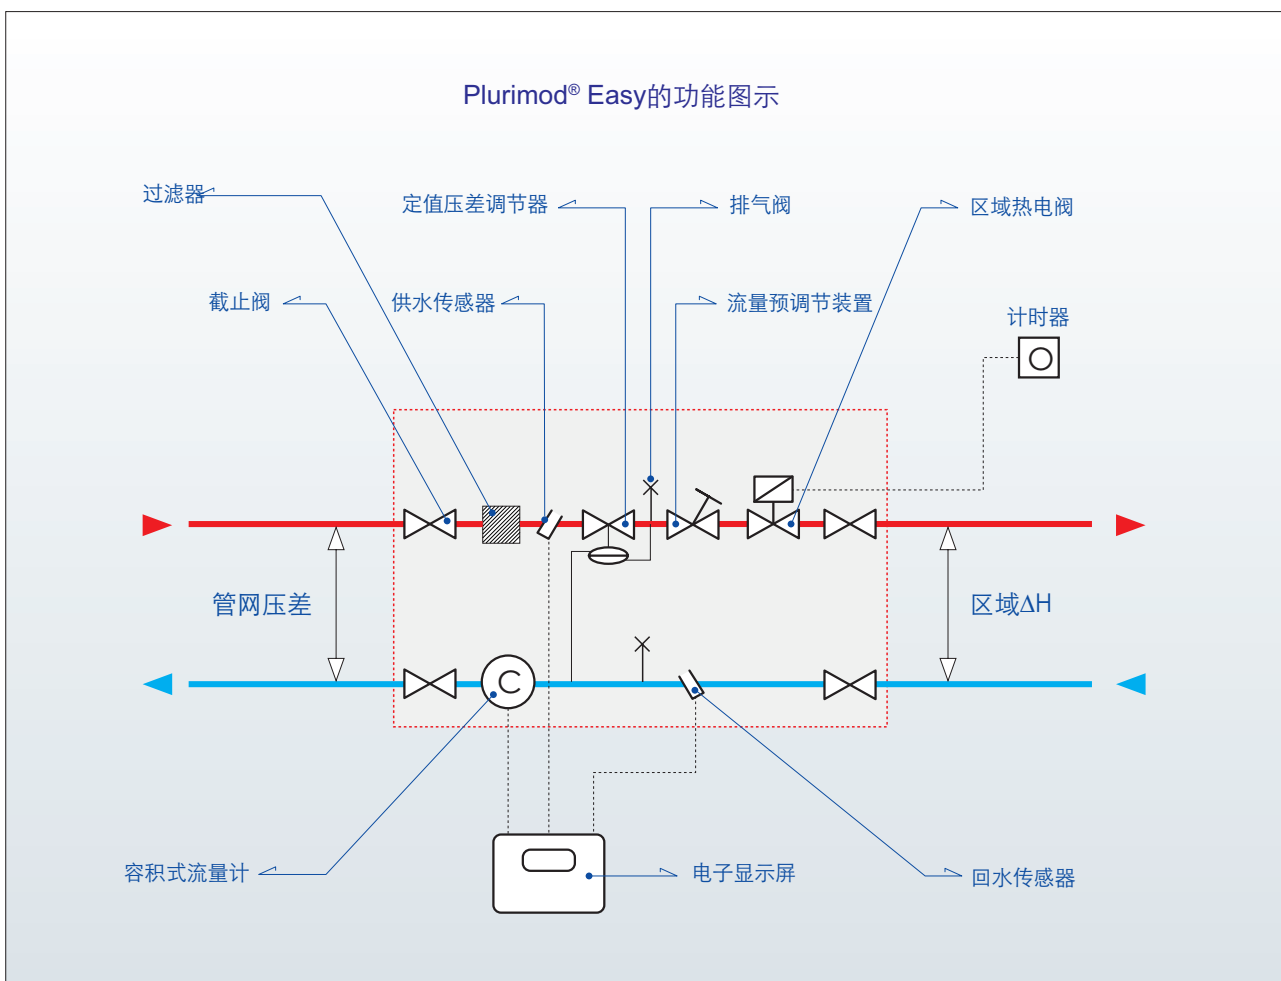 Plurimod® Easy的功能图示
过滤器
定值压差调节器
排气阀
区域热电阀
截止阀
供水传感器
流量预调节装置
计时器
管网压差
区域ΔH
C
容积式流量计
电子显示屏
回水传感器